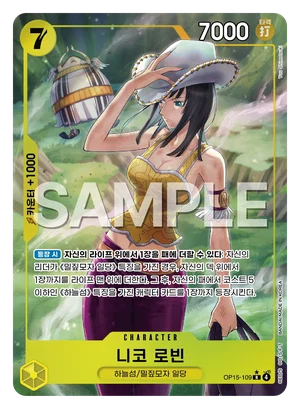 7
7000
타격
打
카운터 +1000
SAMPLE
등장 시 자신의 라이프 위에서 1장을 패에 더할 수 있다: 자신의
리더가 《밀짚모자 일당》 특징을 가진 경우, 자신의 덱 위에서
1장까지를 라이프 맨 위에 더한다. 그 후, 자신의 패에서 코스트 5
이하인 《하늘섬》 특징을 가진 캐릭터 카드를 1장까지 등장시킨다.
CHARACTER
니코 로빈
하늘섬/밀짚모자 일당
OP15-109